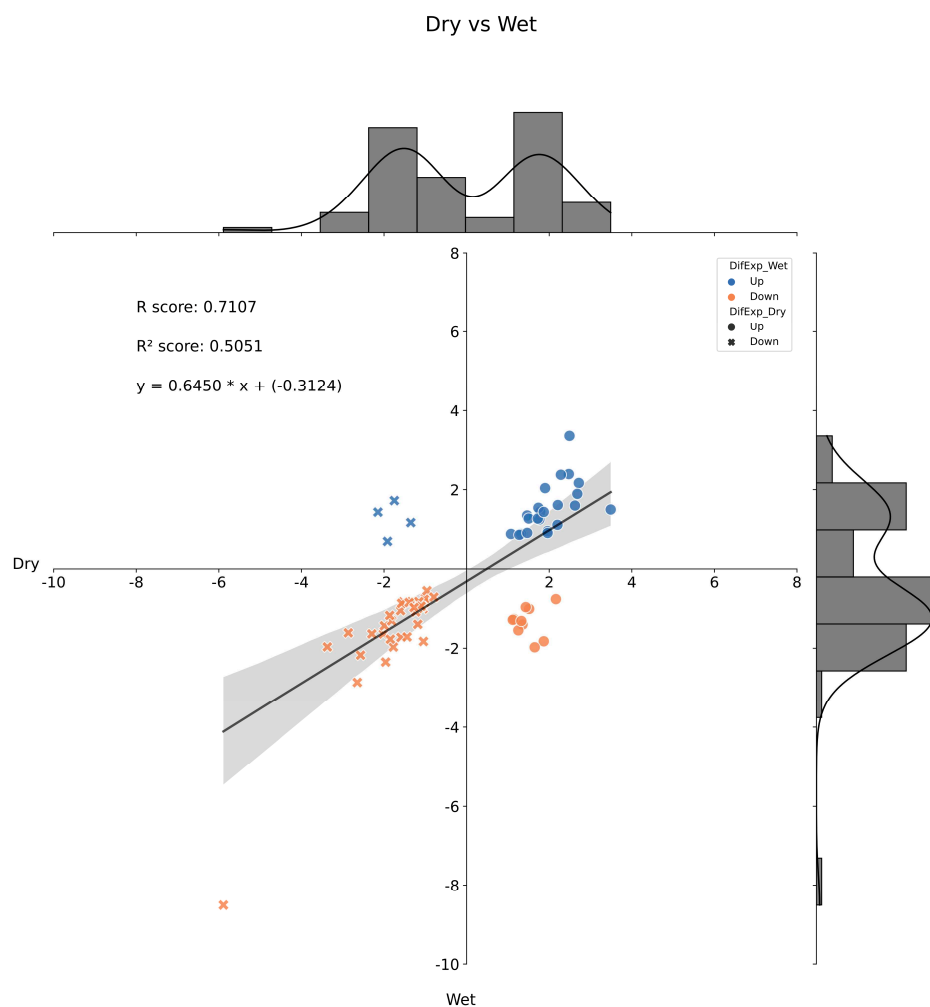 Dry vs Wet
8
R score: 0.7107
DifExp_Wet
Up
Down
DifExp_Dry
Up
Down
6
R² score: 0.5051
y = 0.6450 * x + (-0.3124)
4
2
Dry
-10 -8 -6 -4 -2 2 4 6 8
-2
-4
-6
-8
-10
Wet